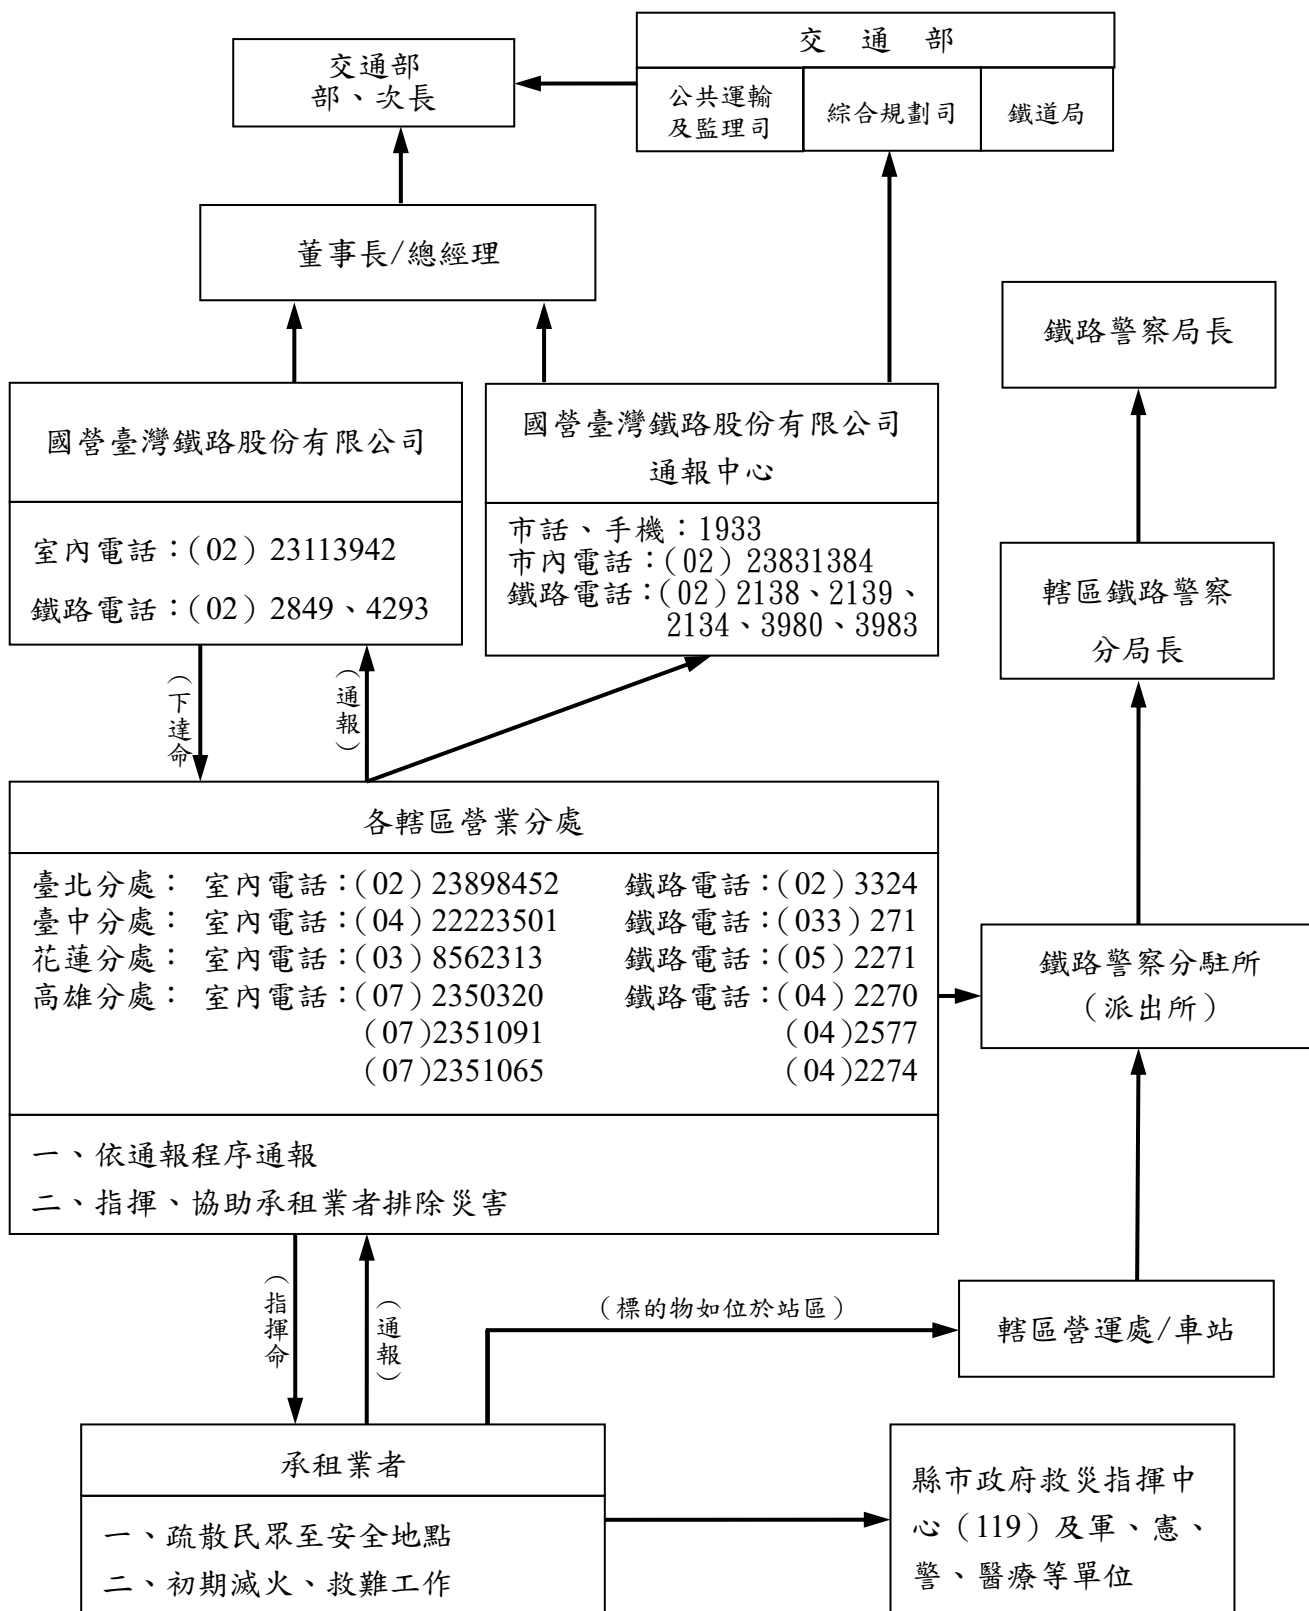 交通部
交通部
部、次長
公共運輸
及監理司
綜合規劃司
鐵道局
董事長/總經理
鐵路警察局長
國營臺灣鐵路股份有限公司
室內電話：(02) 23113942
鐵路電話：(02) 2849、4293
國營臺灣鐵路股份有限公司
通報中心
市話、手機：1933
市內電話：(02) 23831384
鐵路電話：(02) 2138、2139、
2134、3980、3983
轄區鐵路警察
分局長
（下達命
（通報）
各轄區營業分處
臺北分處： 室內電話：(02) 23898452 鐵路電話：(02) 3324
臺中分處： 室內電話：(04) 22223501 鐵路電話：(033) 271
花蓮分處： 室內電話：(03) 8562313 鐵路電話：(05) 2271
高雄分處： 室內電話：(07) 2350320 鐵路電話：(04) 2270
(07)2351091 (04)2577
(07)2351065 (04)2274
一、依通報程序通報
二、指揮、協助承租業者排除災害
鐵路警察分駐所
（派出所）
（指揮命
（通報）
（標的物如位於站區）
轄區營運處/車站
承租業者
一、疏散民眾至安全地點
二、初期滅火、救難工作
縣市政府救災指揮中
心（119）及軍、憲、
警、醫療等單位